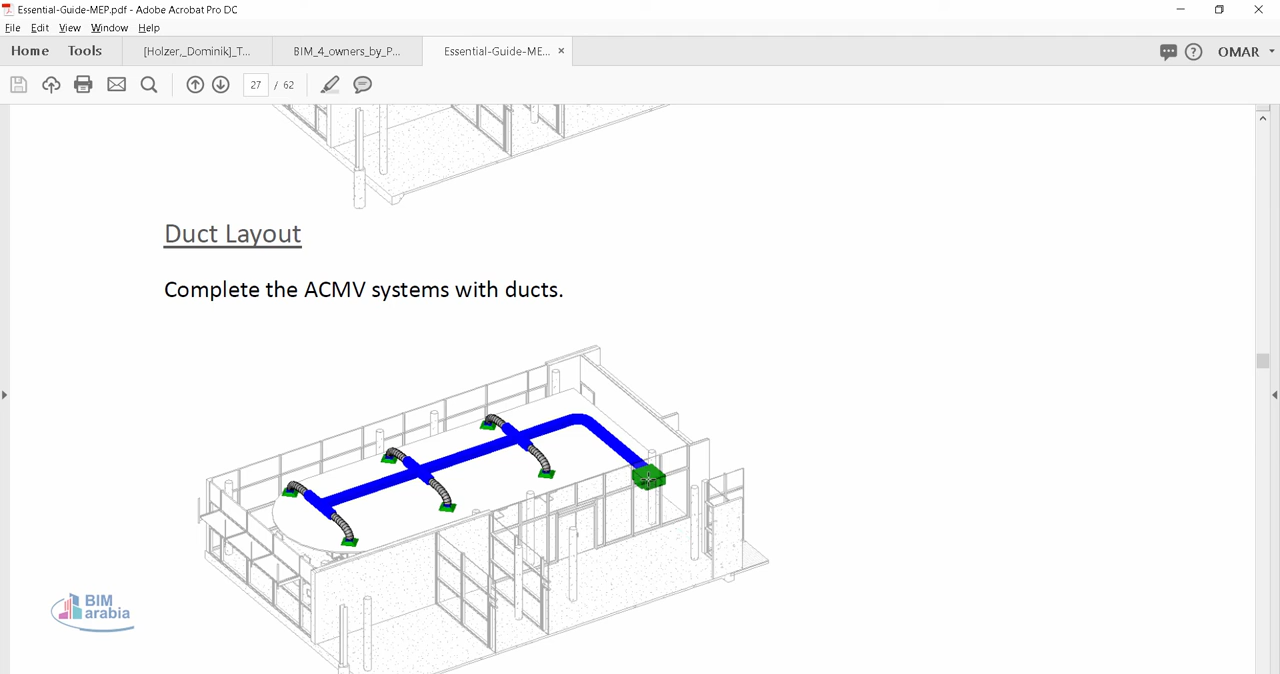 Essential-Guide-MEP.pdf - Adobe Acrobat Pro DC
File Edit View Window Help
Home Tools [Holzer,_Dominik]_T... BIM_4_owners_by_P... Essential-Guide-ME... × OMAR
27 / 62
Duct Layout
Complete the ACMV systems with ducts.
BIM
arabia